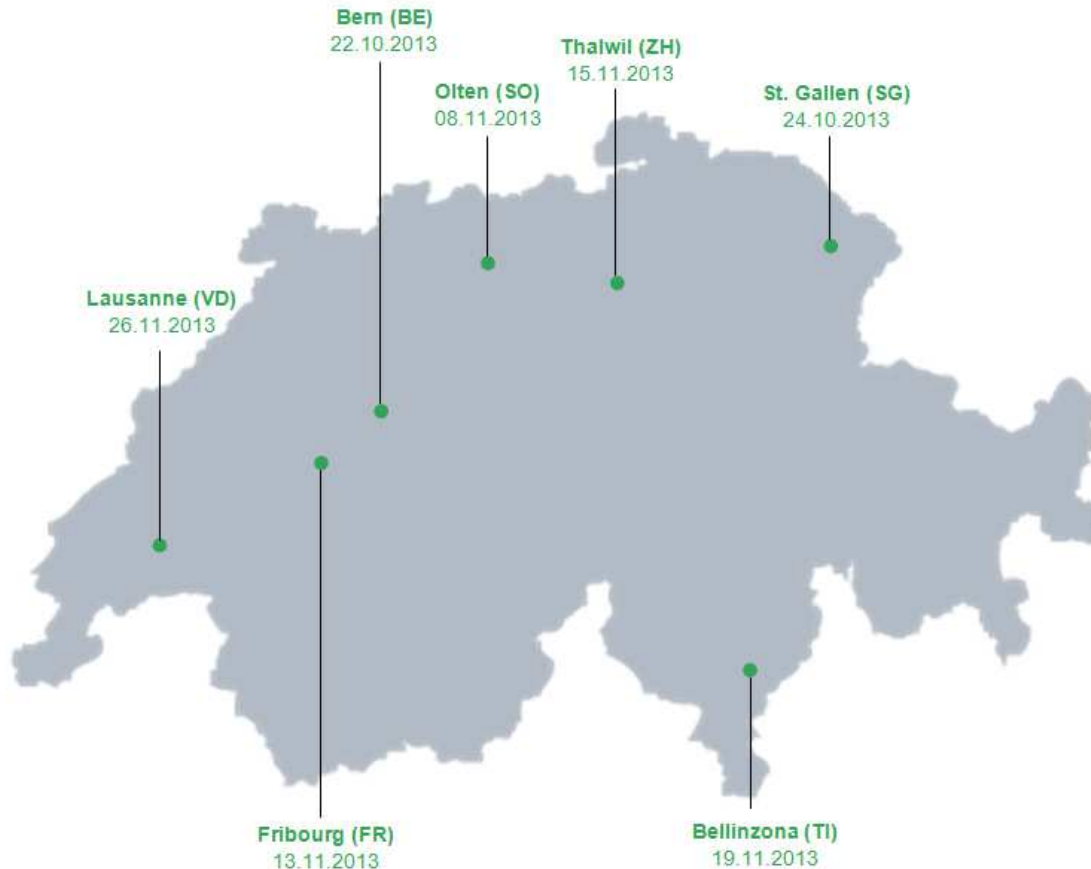 Bern (BE)
22.10.2013
Thalwil (ZH)
15.11.2013
Olten (SO)
08.11.2013
St. Gallen (SG)
24.10.2013
Lausanne (VD)
26.11.2013
Fribourg (FR)
13.11.2013
Bellinzona (TI)
19.11.2013